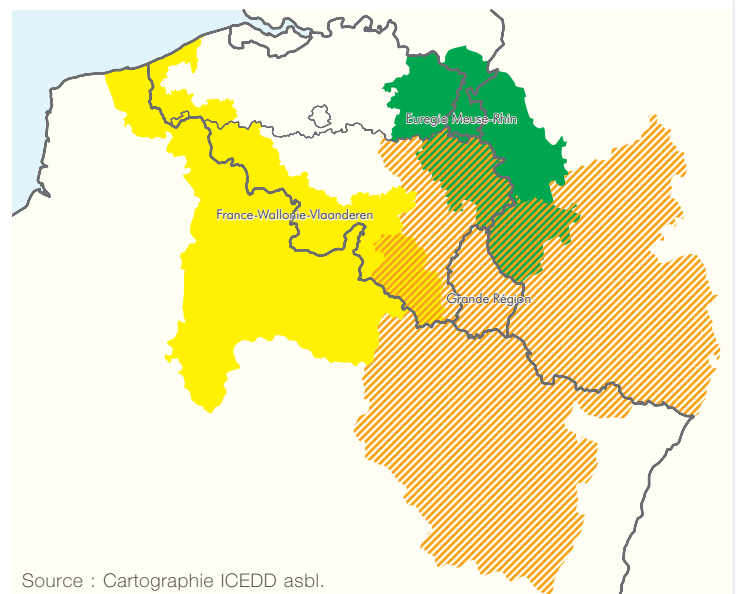 Euregio Meuse-Rhin
France-Wallonie-Vlaanderen
Grande Région
Source : Cartographie ICEDD asbl.